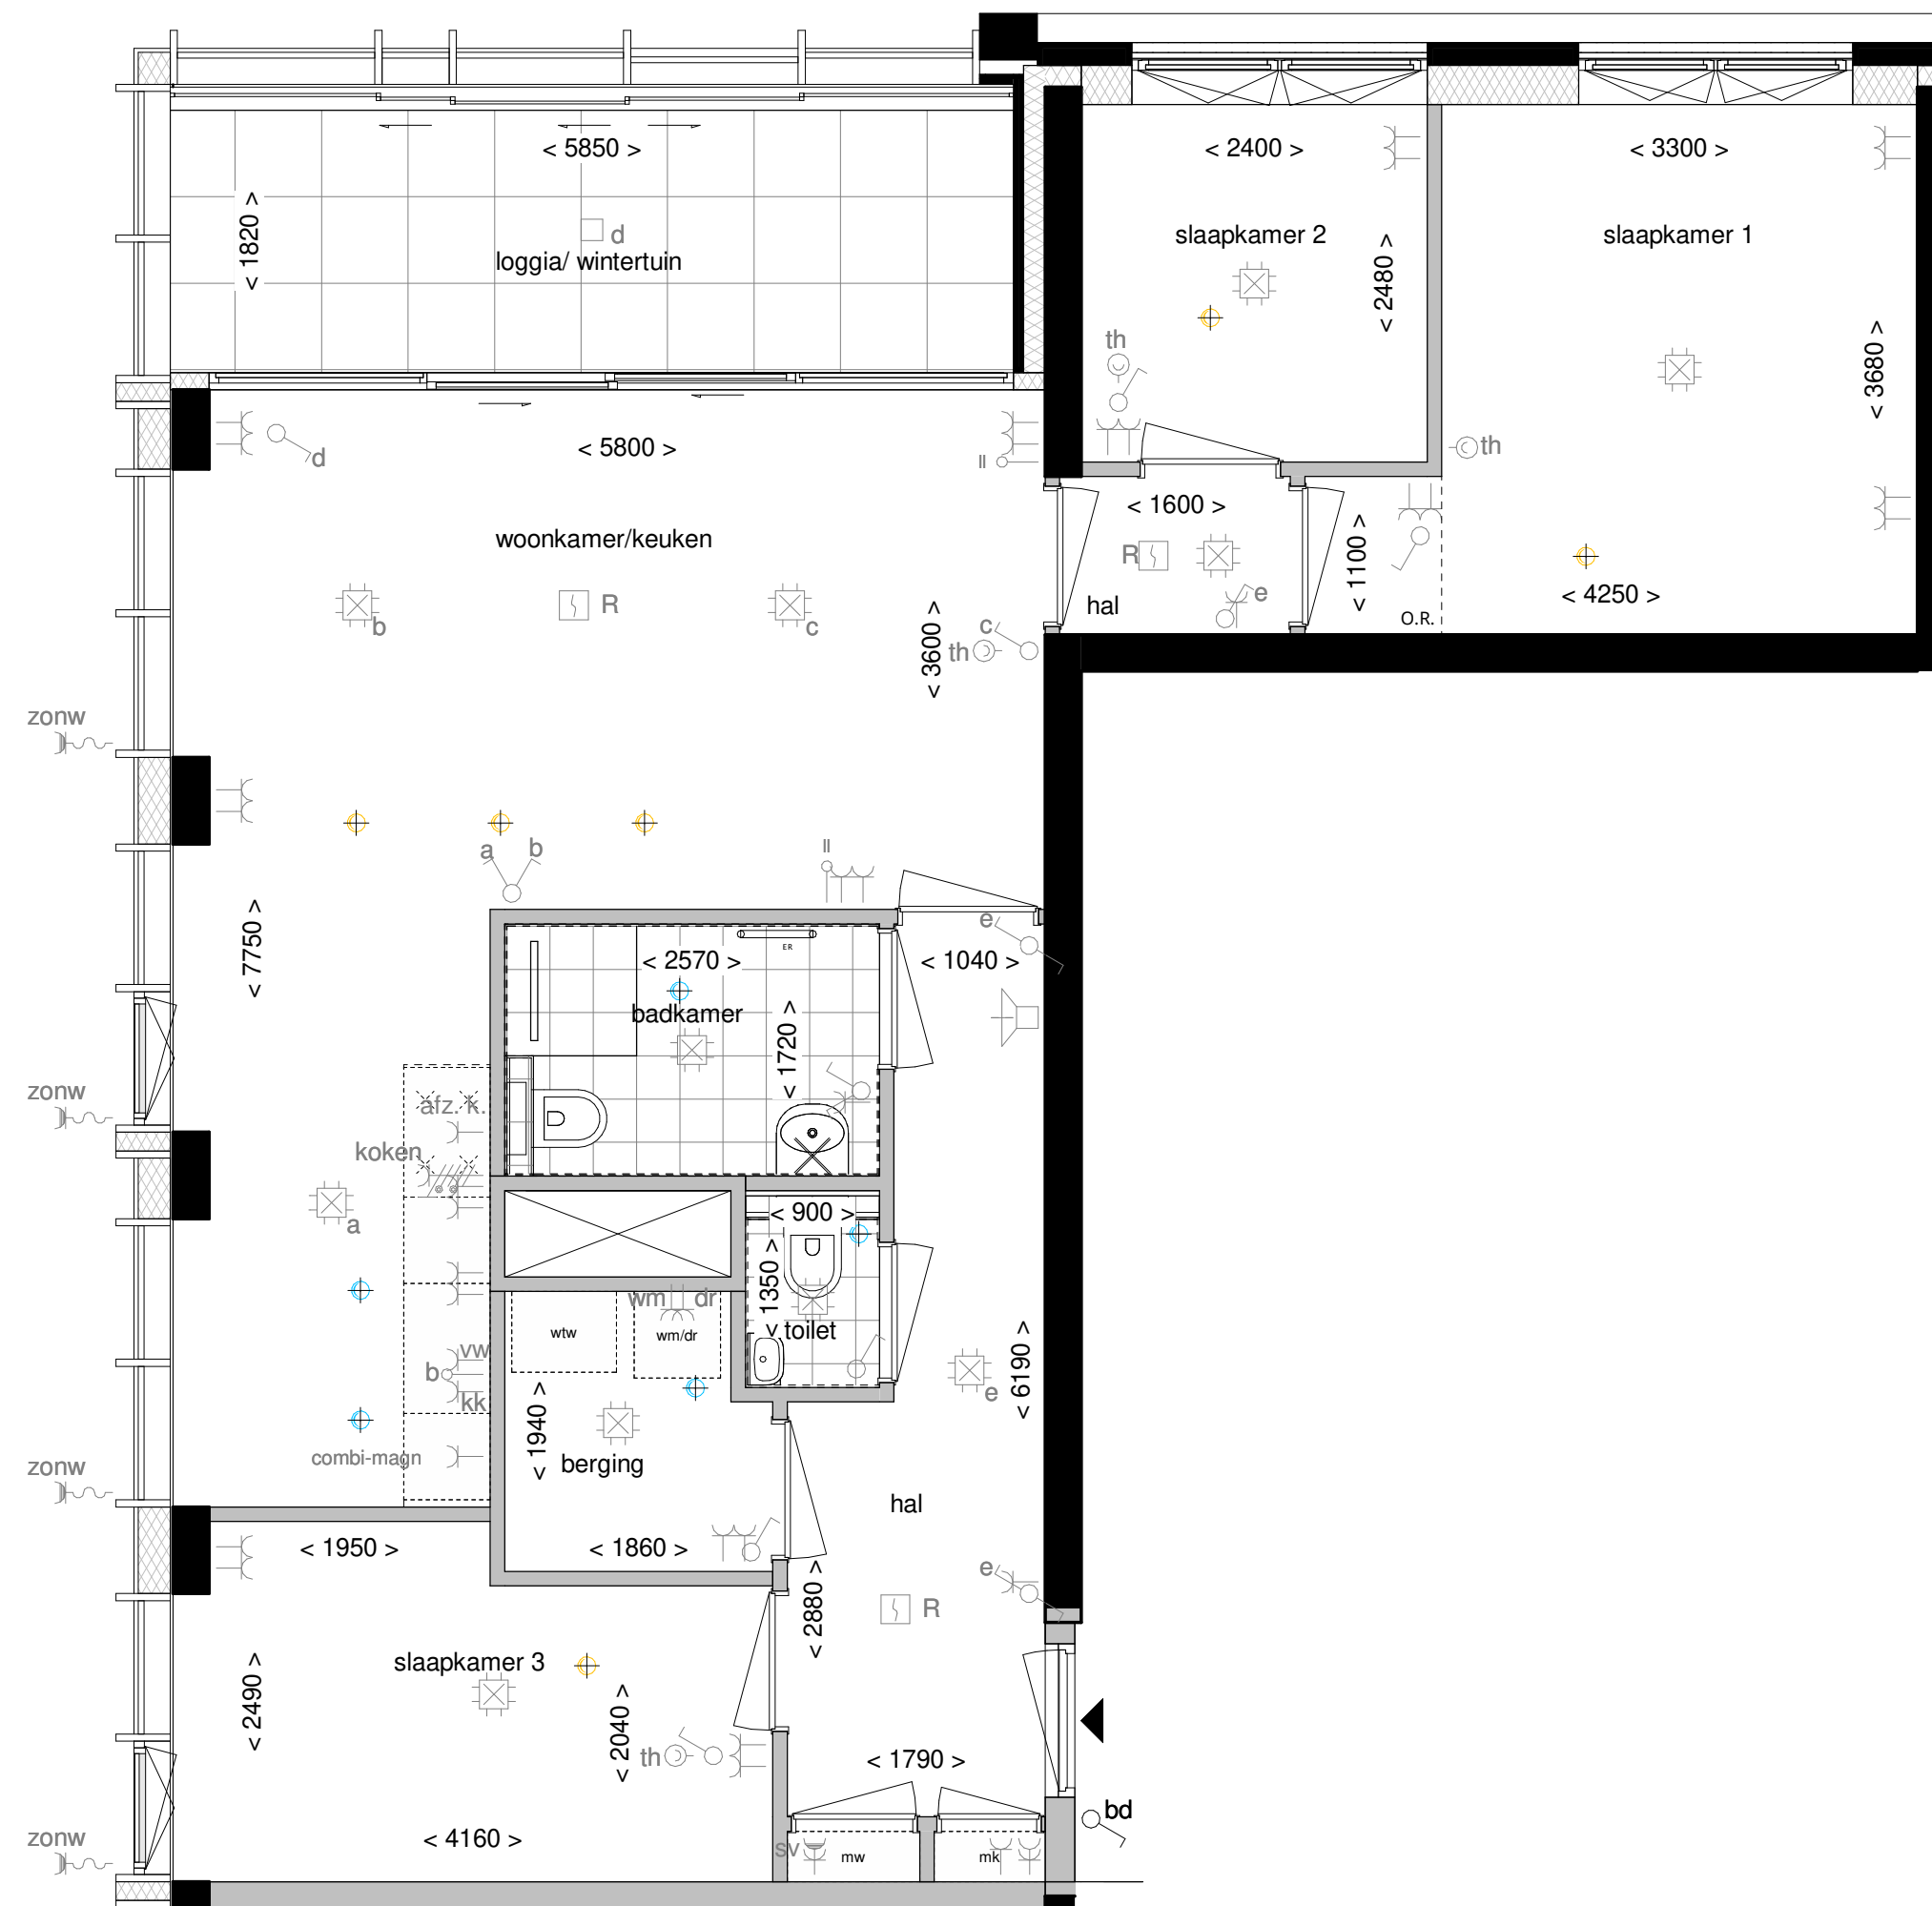 < 5850 >
< 2400 >
< 3300 >
< 1820 >
d
loggia/ wintertuin
slaapkamer 2
slaapkamer 1
< 2480 >
th
< 3680 >
d
< 5800 >
II
th
< 1600 >
woonkamer/keuken
R
< 1100 >
e
hal
< 4250 >
O.R.
b
R
c
< 3600 >
c
th
zonw
a
b
II
e
< 7750 >
< 2570 >
ER
< 1040 >
badkamer
< 1720 >
zonw
afz. k.
koken
a
< 900 >
< 1350 >
wm
dr
wtw
wm/dr
toilet
vw
b
kk
< 6190 >
e
< 1940 >
combi-magn
berging
zonw
hal
< 1950 >
< 1860 >
e
< 2880 >
R
slaapkamer 3
< 2490 >
< 2040 >
th
< 1790 >
bd
zonw
< 4160 >
sv
mw
mk